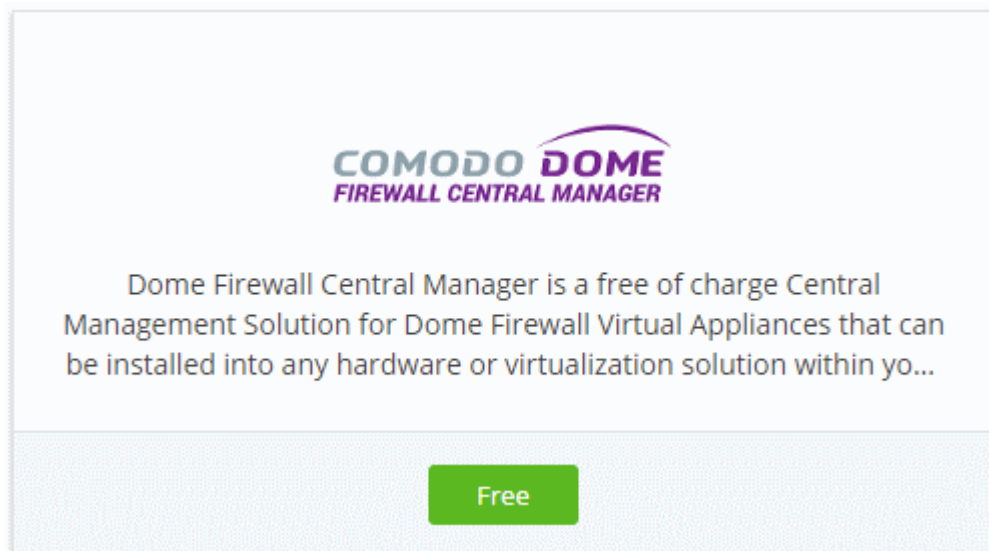 COMODO DOME
FIREWALL CENTRAL MANAGER
Dome Firewall Central Manager is a free of charge Central
Management Solution for Dome Firewall Virtual Appliances that can
be installed into any hardware or virtualization solution within yo...
Free